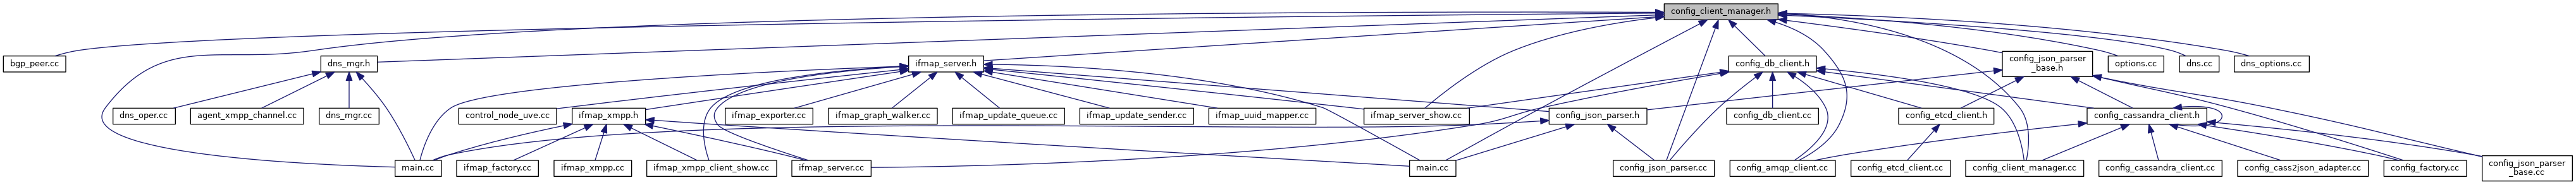 config_client_manager.h
bgp_peer.cc
dns_mgr.h
ifmap_server.h
config_db_client.h
config_json_parser
_base.h
options.cc
dns.cc
dns_options.cc
dns_oper.cc
agent_xmpp_channel.cc
dns_mgr.cc
control_node_uve.cc
ifmap_xmpp.h
ifmap_exporter.cc
ifmap_graph_walker.cc
ifmap_update_queue.cc
ifmap_update_sender.cc
ifmap_uuid_mapper.cc
ifmap_server_show.cc
config_json_parser.h
config_db_client.cc
config_etcd_client.h
config_cassandra_client.h
main.cc
ifmap_factory.cc
ifmap_xmpp.cc
ifmap_xmpp_client_show.cc
ifmap_server.cc
main.cc
config_json_parser.cc
config_amqp_client.cc
config_etcd_client.cc
config_client_manager.cc
config_cassandra_client.cc
config_cass2json_adapter.cc
config_factory.cc
config_json_parser
_base.cc